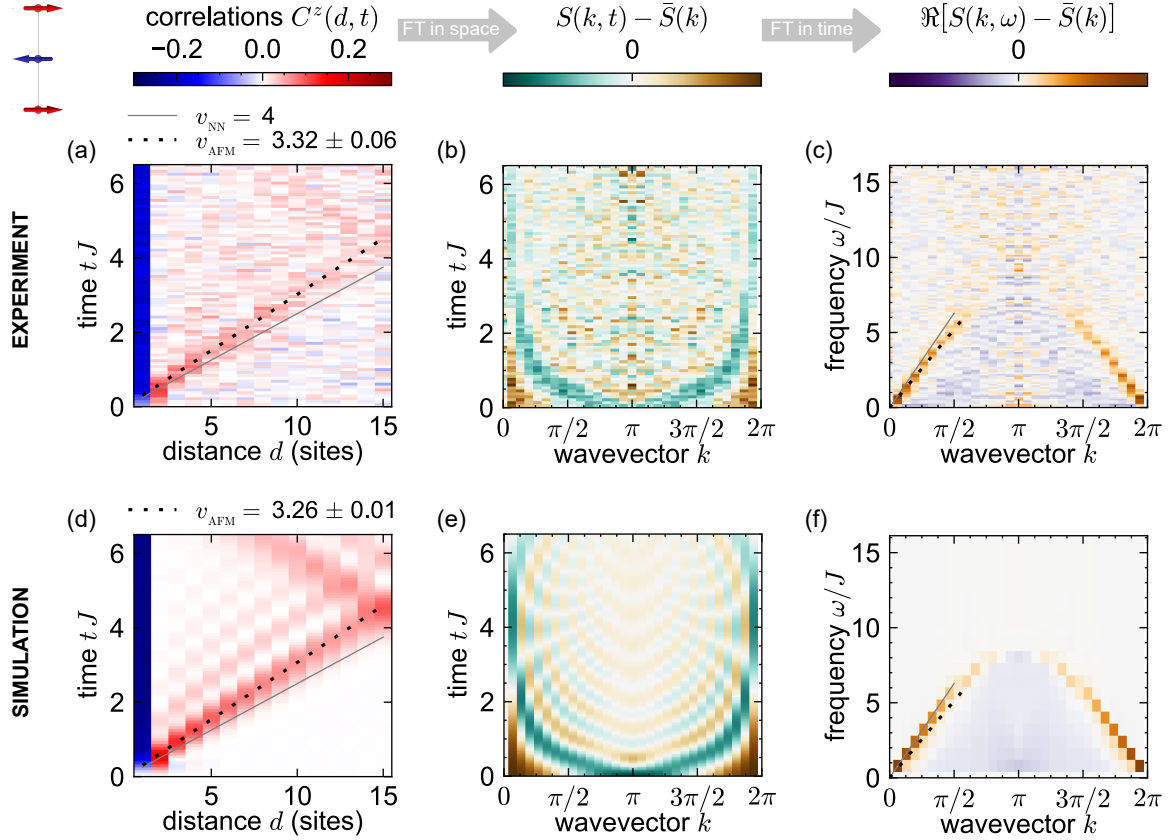 correlations C^z(d, t)
FT in space
S(k, t) − S̄(k)
FT in time
ℜ[S(k, ω) − S̄(k)]
−0.2 0.0 0.2
0
0
v_NN = 4
v_AFM = 3.32 ± 0.06
(a)
(b)
(c)
EXPERIMENT
time t J
6
4
2
0
5 10 15
distance d (sites)
time t J
6
4
2
0
0 π/2 π 3π/2 2π
wavevector k
frequency ω/J
15
10
5
0
0 π/2 π 3π/2 2π
wavevector k
v_AFM = 3.26 ± 0.01
(d)
(e)
(f)
SIMULATION
time t J
6
4
2
0
5 10 15
distance d (sites)
time t J
6
4
2
0
0 π/2 π 3π/2 2π
wavevector k
frequency ω/J
15
10
5
0
0 π/2 π 3π/2 2π
wavevector k